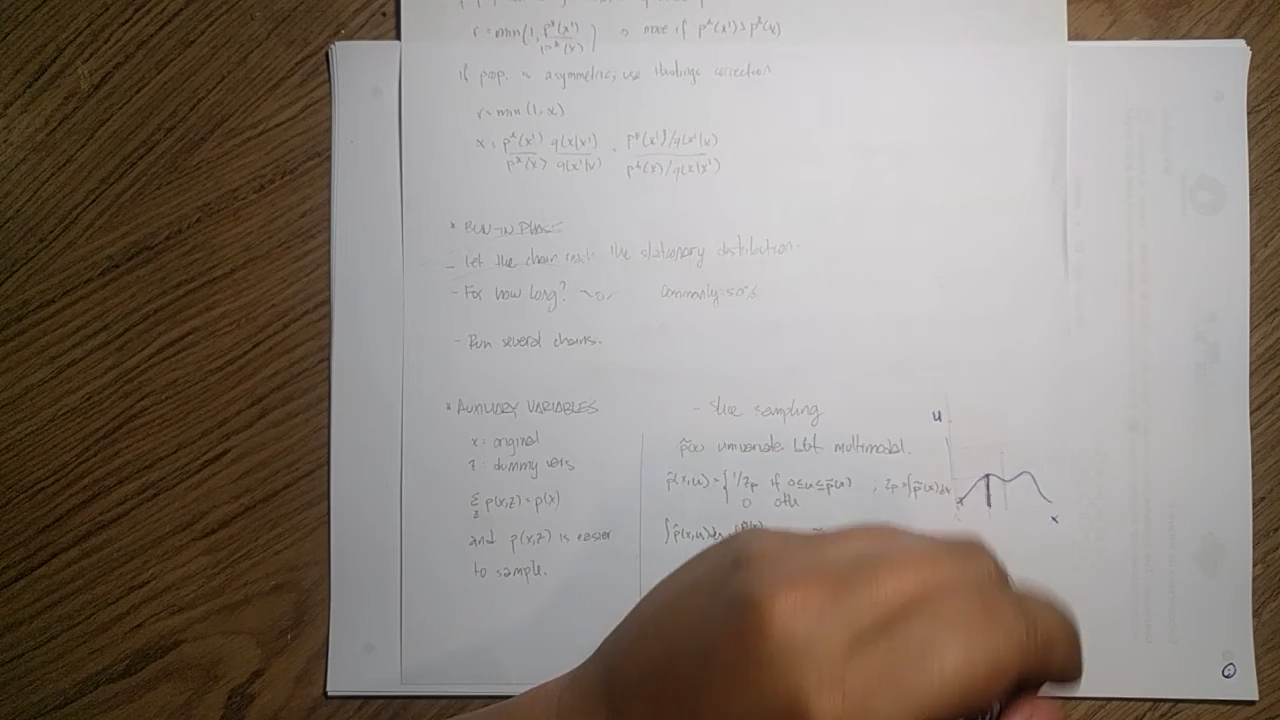 r = min(1, p*(x')/p*(x)) → move if p*(x') > p*(x)
if prop. is asymmetric, use Hastings correction
r = min(1, α)
α = p*(x') q(x|x') / p*(x) q(x'|x) = p*(x')/q(x'|x) / p*(x)/q(x|x')
* BURN-IN PHASE
- Let the chain reach the stationary distribution.
- For how long? Commonly: 50%
- Run several chains.
* AUXILIARY VARIABLES
x: original
z: dummy vars
Σ_z p(x,z) = p(x)
and p(x,z) is easier
to sample.
- Slice sampling
p̃(x) univariate but multimodal.
p̂(x,u) = { 1/Zp if 0≤u≤p̃(x) ; Zp = ∫p̃(x)dx
0 oth
∫p̂(x,u)du
u
x